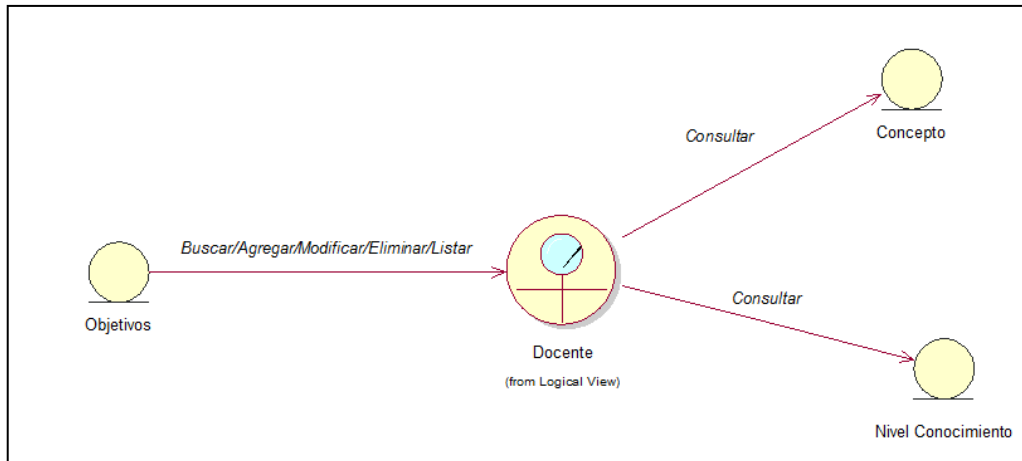 Concepto
Consultar
Buscar/Agregar/Modificar/Eliminar/Listar
Objetivos
Docente
(from Logical View)
Consultar
Nivel Conocimiento